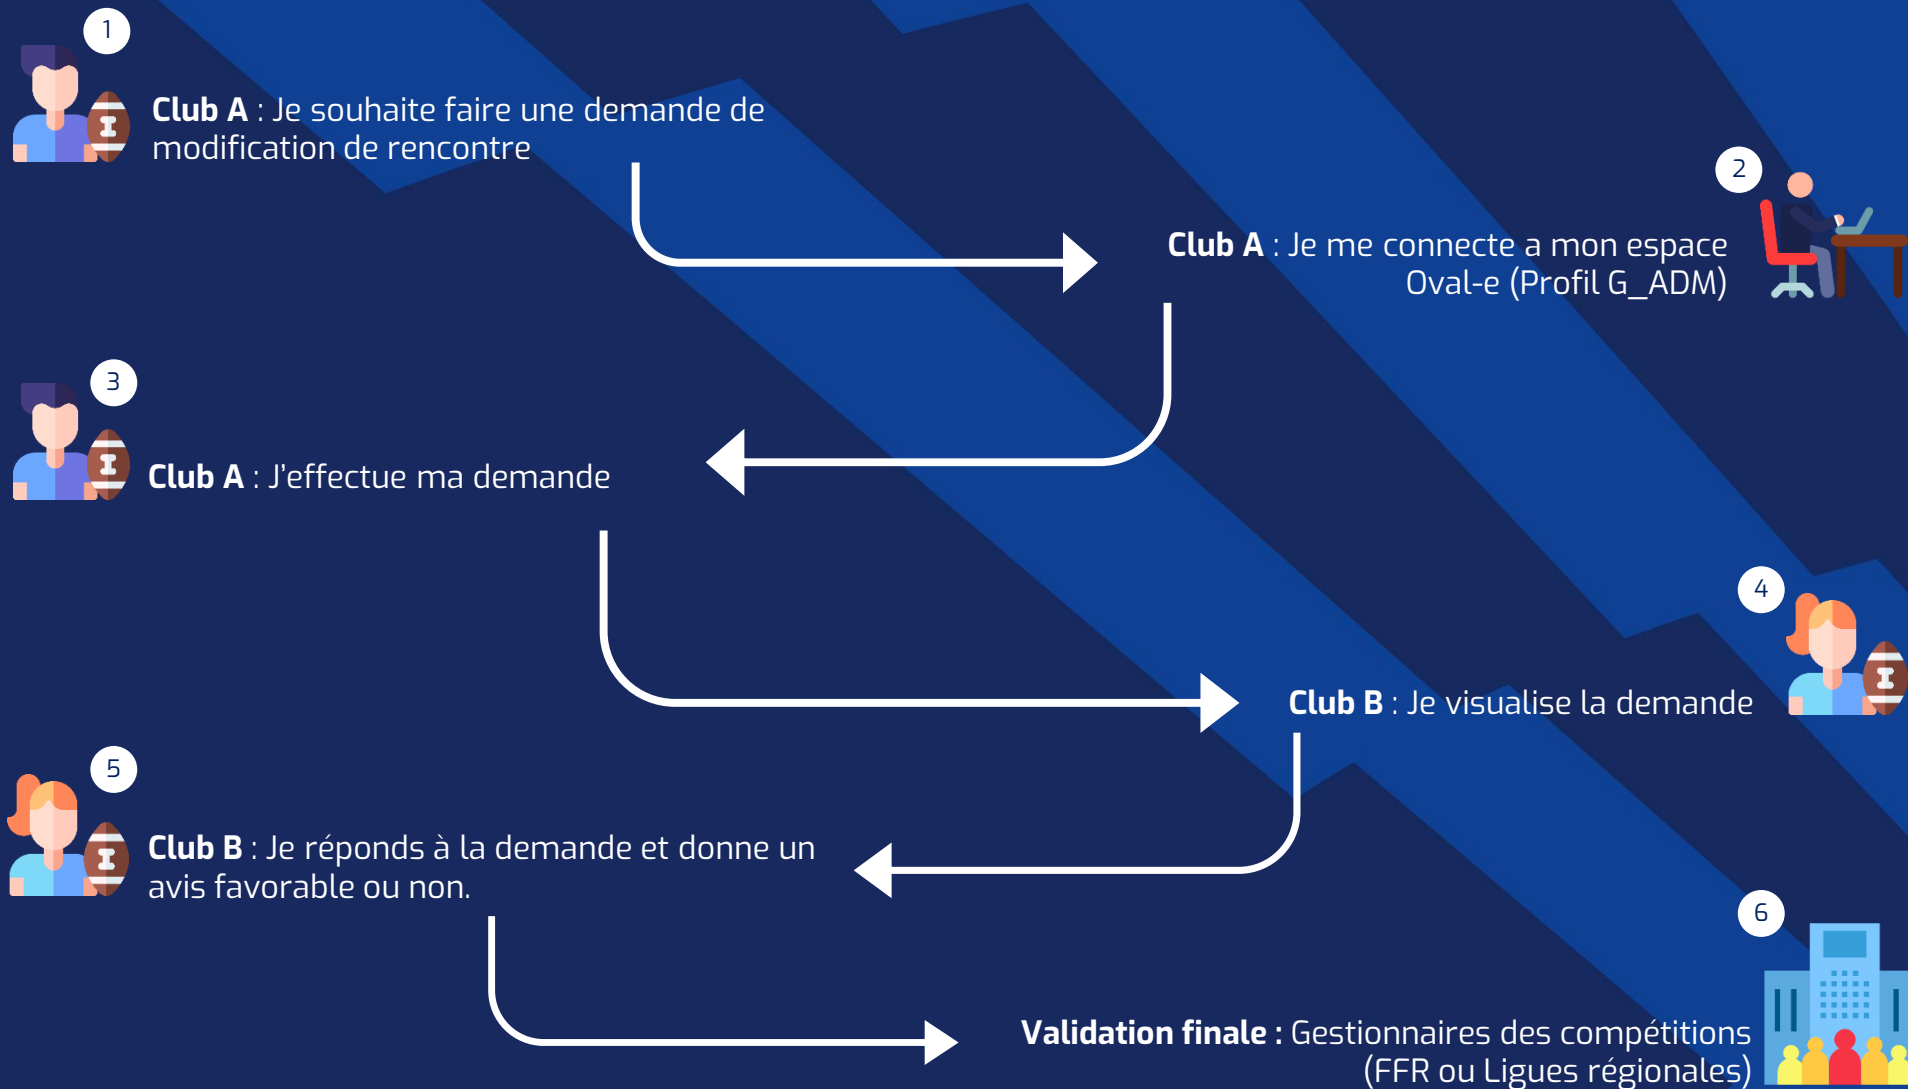 1
Club A : Je souhaite faire une demande de
modification de rencontre
2
Club A : Je me connecte a mon espace
Oval-e (Profil G_ADM)
3
Club A : J’effectue ma demande
4
Club B : Je visualise la demande
5
Club B : Je réponds à la demande et donne un
avis favorable ou non.
6
Validation finale : Gestionnaires des compétitions
(FFR ou Ligues régionales)